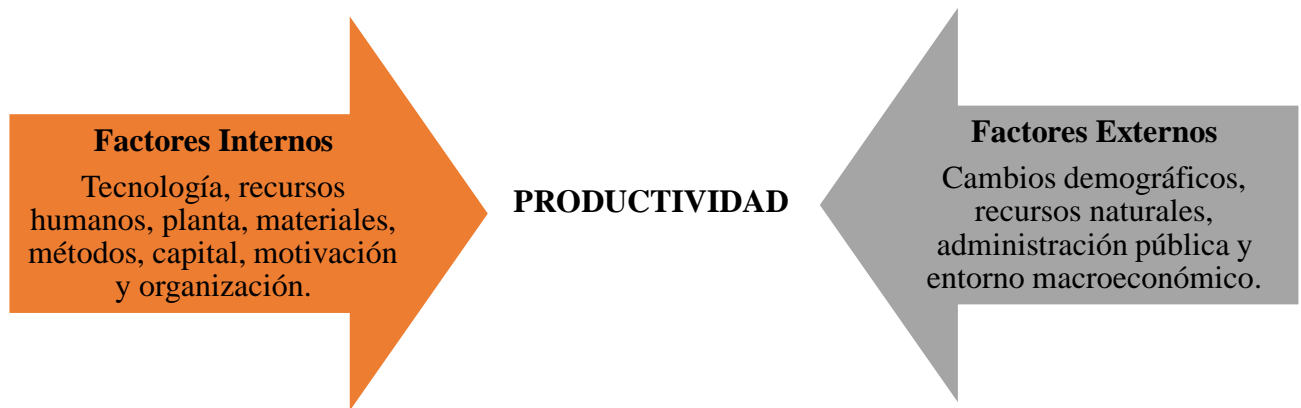 Factores Internos
Tecnología, recursos
humanos, planta, materiales,
métodos, capital, motivación
y organización.
PRODUCTIVIDAD
Factores Externos
Cambios demográficos,
recursos naturales,
administración pública y
entorno macroeconómico.